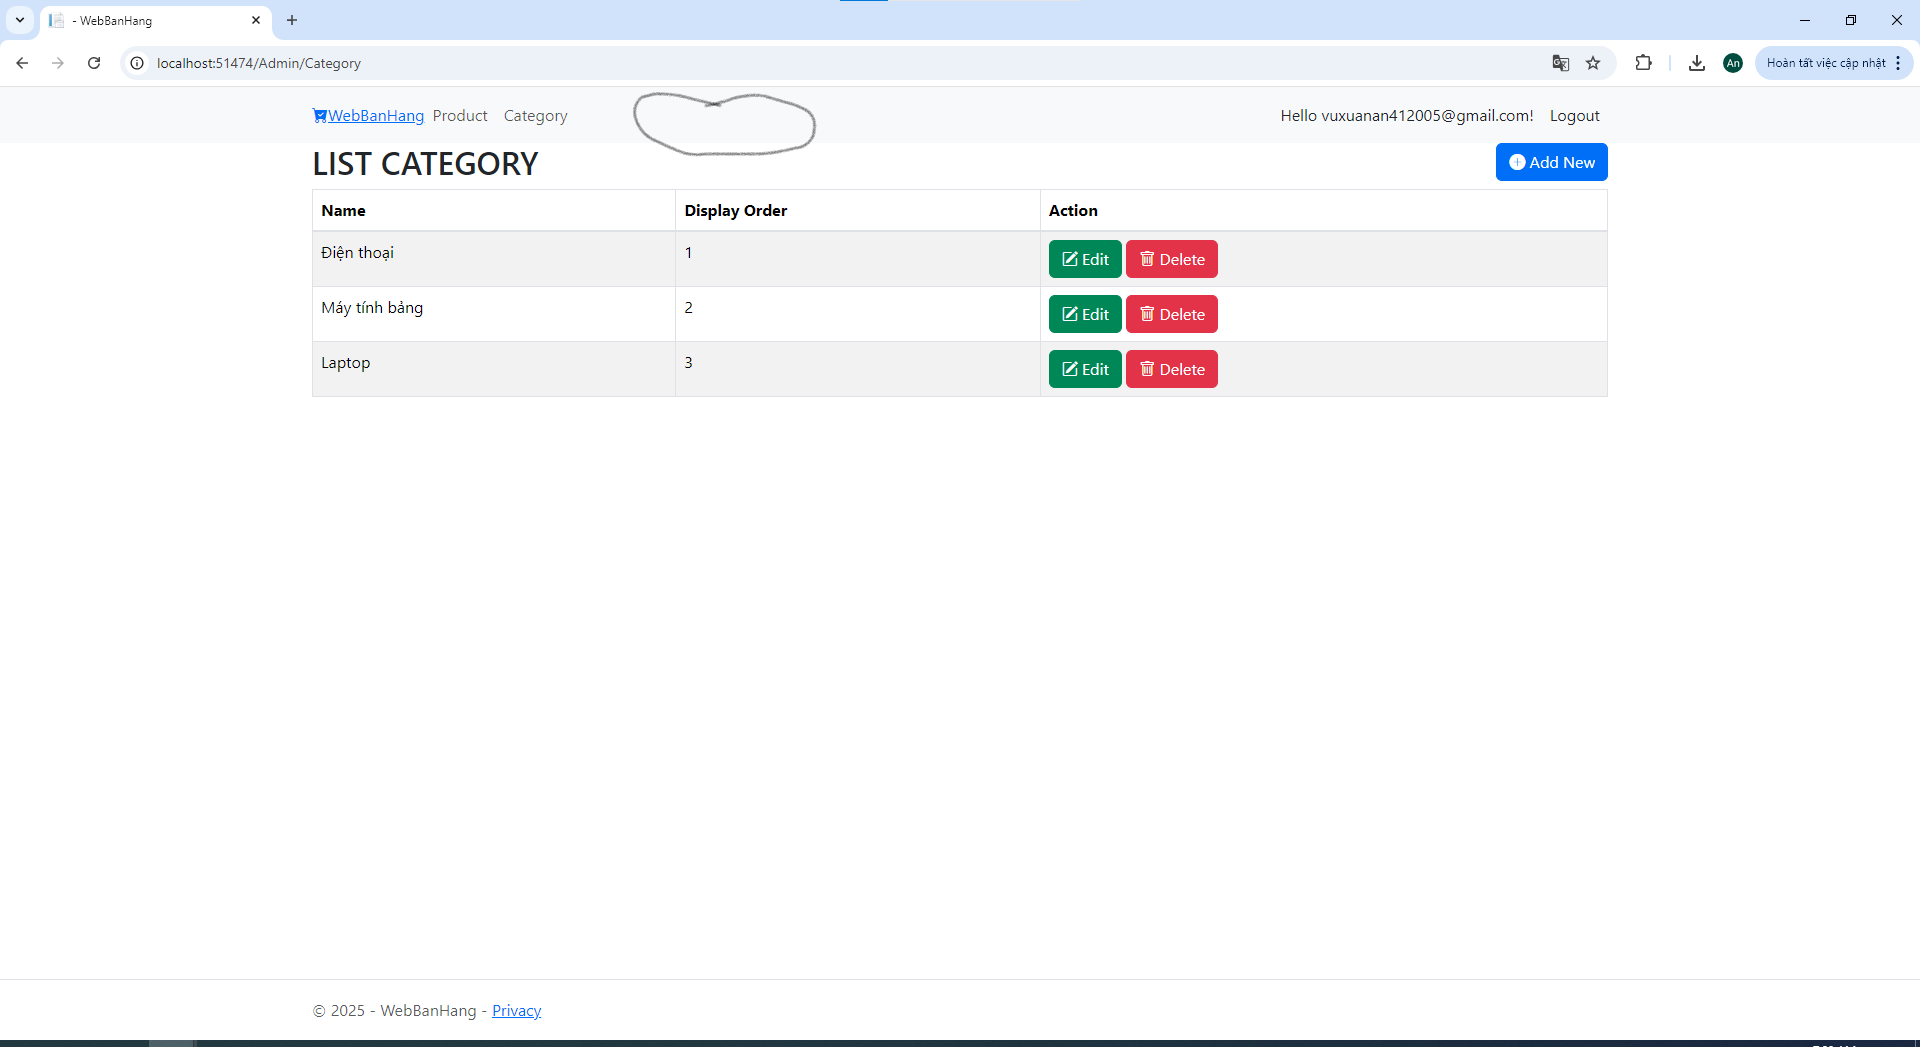 - WebBanHang
localhost:51474/Admin/Category
An
Hoàn tất việc cập nhật
WebBanHang Product Category
Hello vuxuanan412005@gmail.com! Logout
LIST CATEGORY
Add New
Name Display Order Action
Điện thoại 1 Edit Delete
Máy tính bảng 2 Edit Delete
Laptop 3 Edit Delete
© 2025 - WebBanHang - Privacy